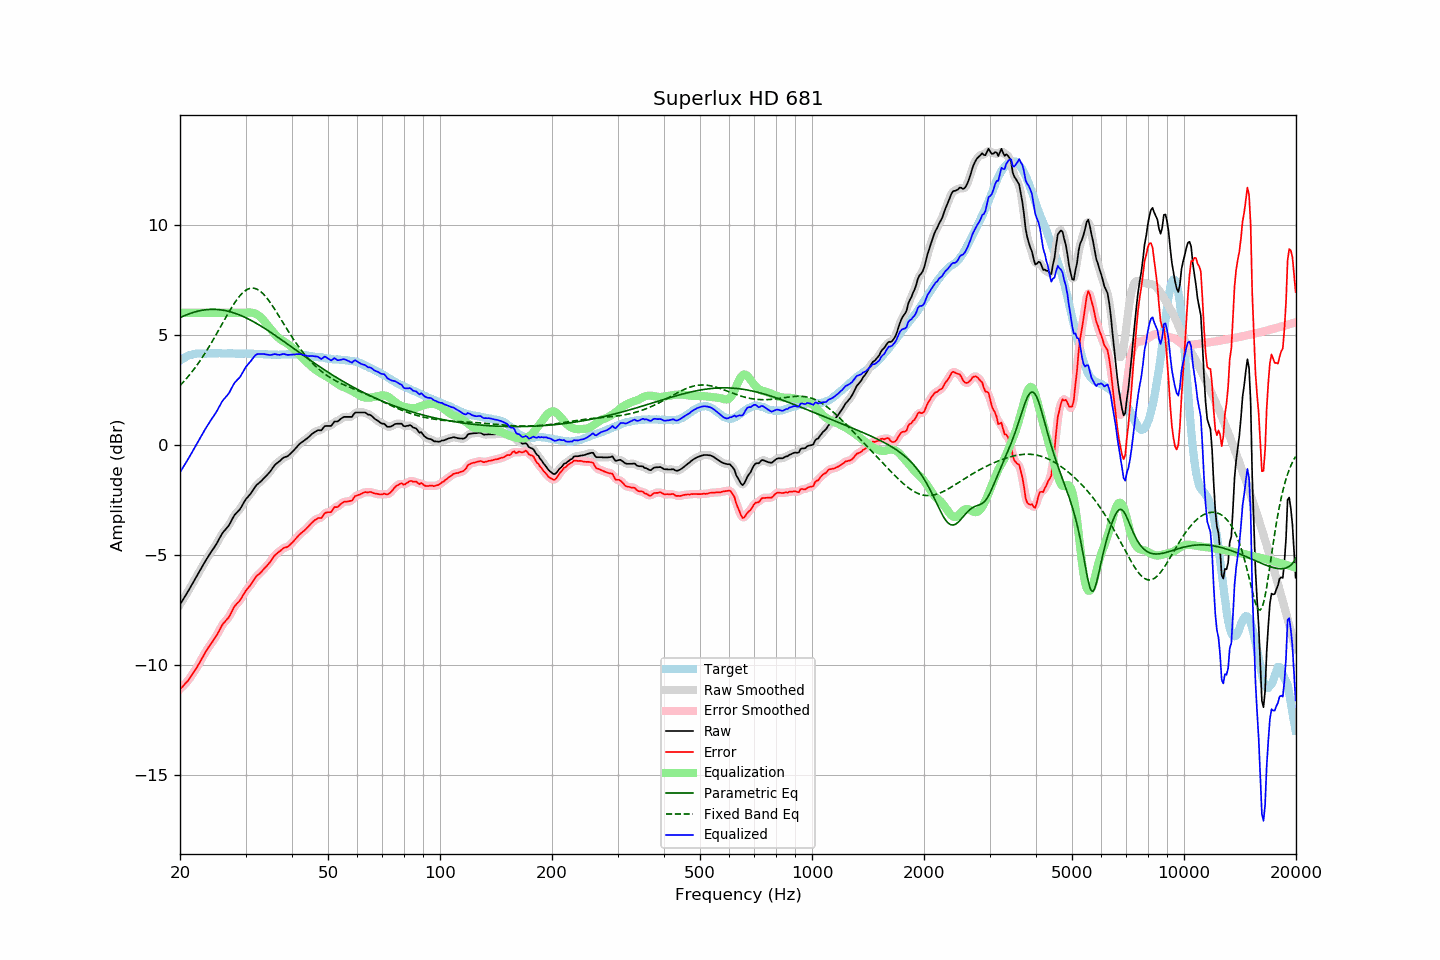 Superlux HD 681
Amplitude (dBr)
10
5
0
−5
−10
−15
Target
Raw Smoothed
Error Smoothed
Raw
Error
Equalization
Parametric Eq
Fixed Band Eq
Equalized
20
50
100
200
500
1000
2000
5000
10000
20000
Frequency (Hz)